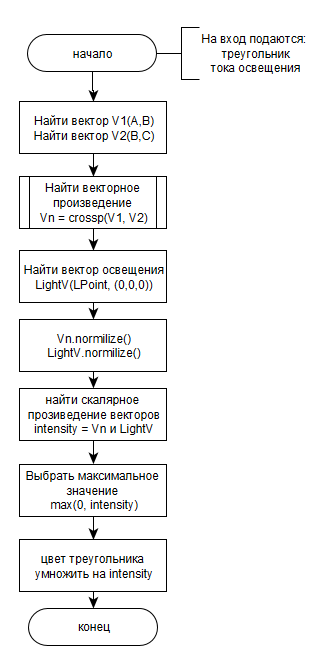 начало
На вход подаются:
треугольник
тока освещения
Найти вектор V1(A,B)
Найти вектор V2(B,C)
Найти векторное
произведение
Vn = crossp(V1, V2)
Найти вектор освещения
LightV(LPoint, (0,0,0))
Vn.normilize()
LightV.normilize()
найти скалярное
прозиведение векторов
intensity = Vn и LightV
Выбрать максимальное
значение
max(0, intensity)
цвет треугольника
умножить на intensity
конец